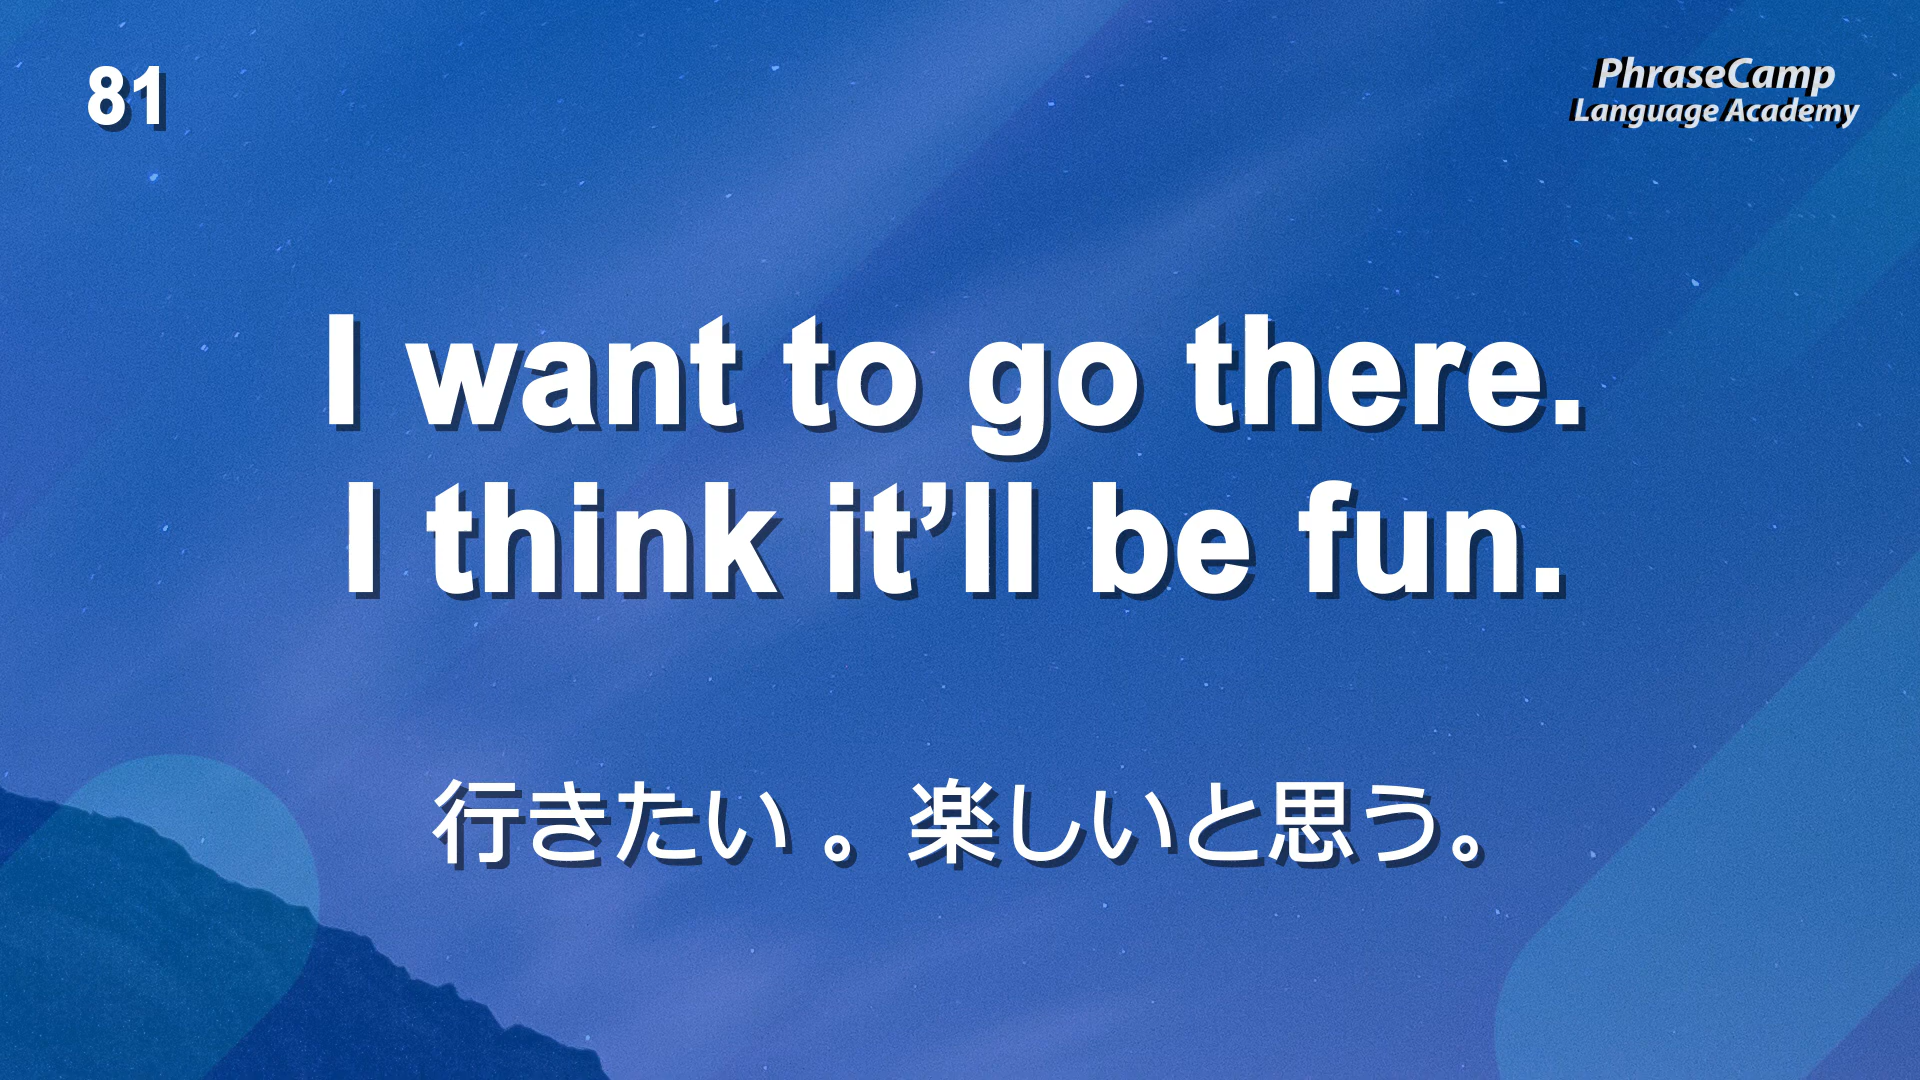 81
PhraseCamp
Language Academy
I want to go there.
I think it’ll be fun.
行きたい 。楽しいと思う。